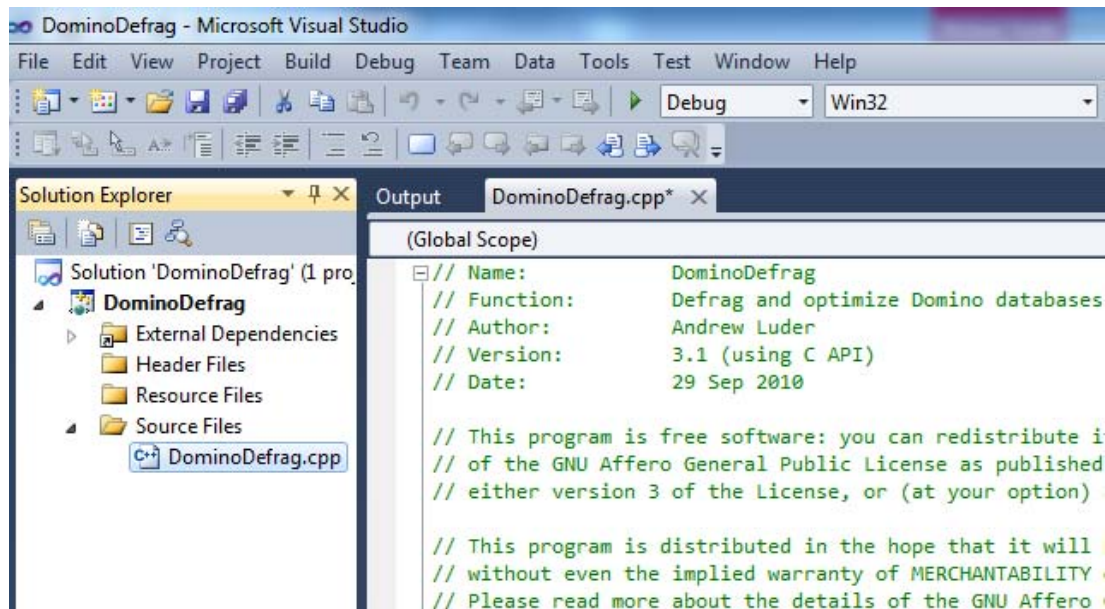 DominoDefrag - Microsoft Visual Studio
File Edit View Project Build Debug Team Data Tools Test Window Help
Debug Win32
Solution Explorer
Output DominoDefrag.cpp*
(Global Scope)
Solution 'DominoDefrag' (1 proj
DominoDefrag
External Dependencies
Header Files
Resource Files
Source Files
DominoDefrag.cpp
// Name: DominoDefrag
// Function: Defrag and optimize Domino databases
// Author: Andrew Luder
// Version: 3.1 (using C API)
// Date: 29 Sep 2010
// This program is free software: you can redistribute
// of the GNU Affero General Public License as published
// either version 3 of the License, or (at your option)
// This program is distributed in the hope that it will
// without even the implied warranty of MERCHANTABILITY
// Please read more about the details of the GNU Affero